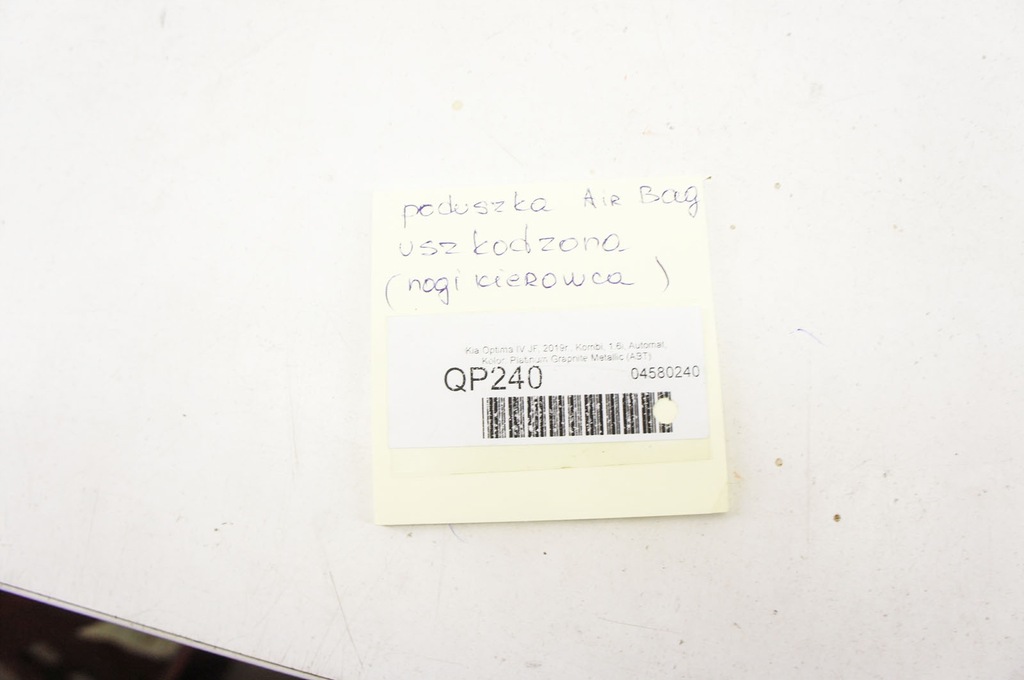 poduszka AiR Bag
uszkodzona
(nogi kierowca)
Kia Optima IV JF, 2019r., Kombi, 1.6i, Automat,
Kolor: Platinum Graphite Metallic (ABT)
QP240
04580240